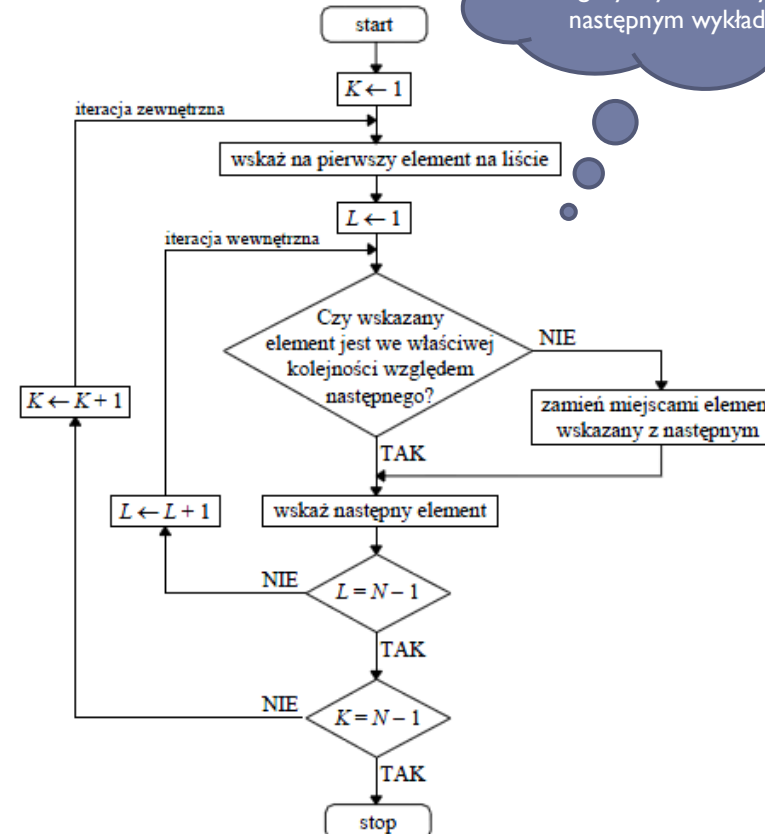 następnym wykład
start
K ← 1
iteracja zewnętrzna
wskaż na pierwszy element na liście
L ← 1
iteracja wewnętrzna
Czy wskazany
element jest we właściwej
kolejności względem
następnego?
NIE
K ← K + 1
zamień miejscami elemen
wskazany z następnym
TAK
L ← L + 1
wskaż następny element
NIE
L = N – 1
TAK
NIE
K = N – 1
TAK
stop